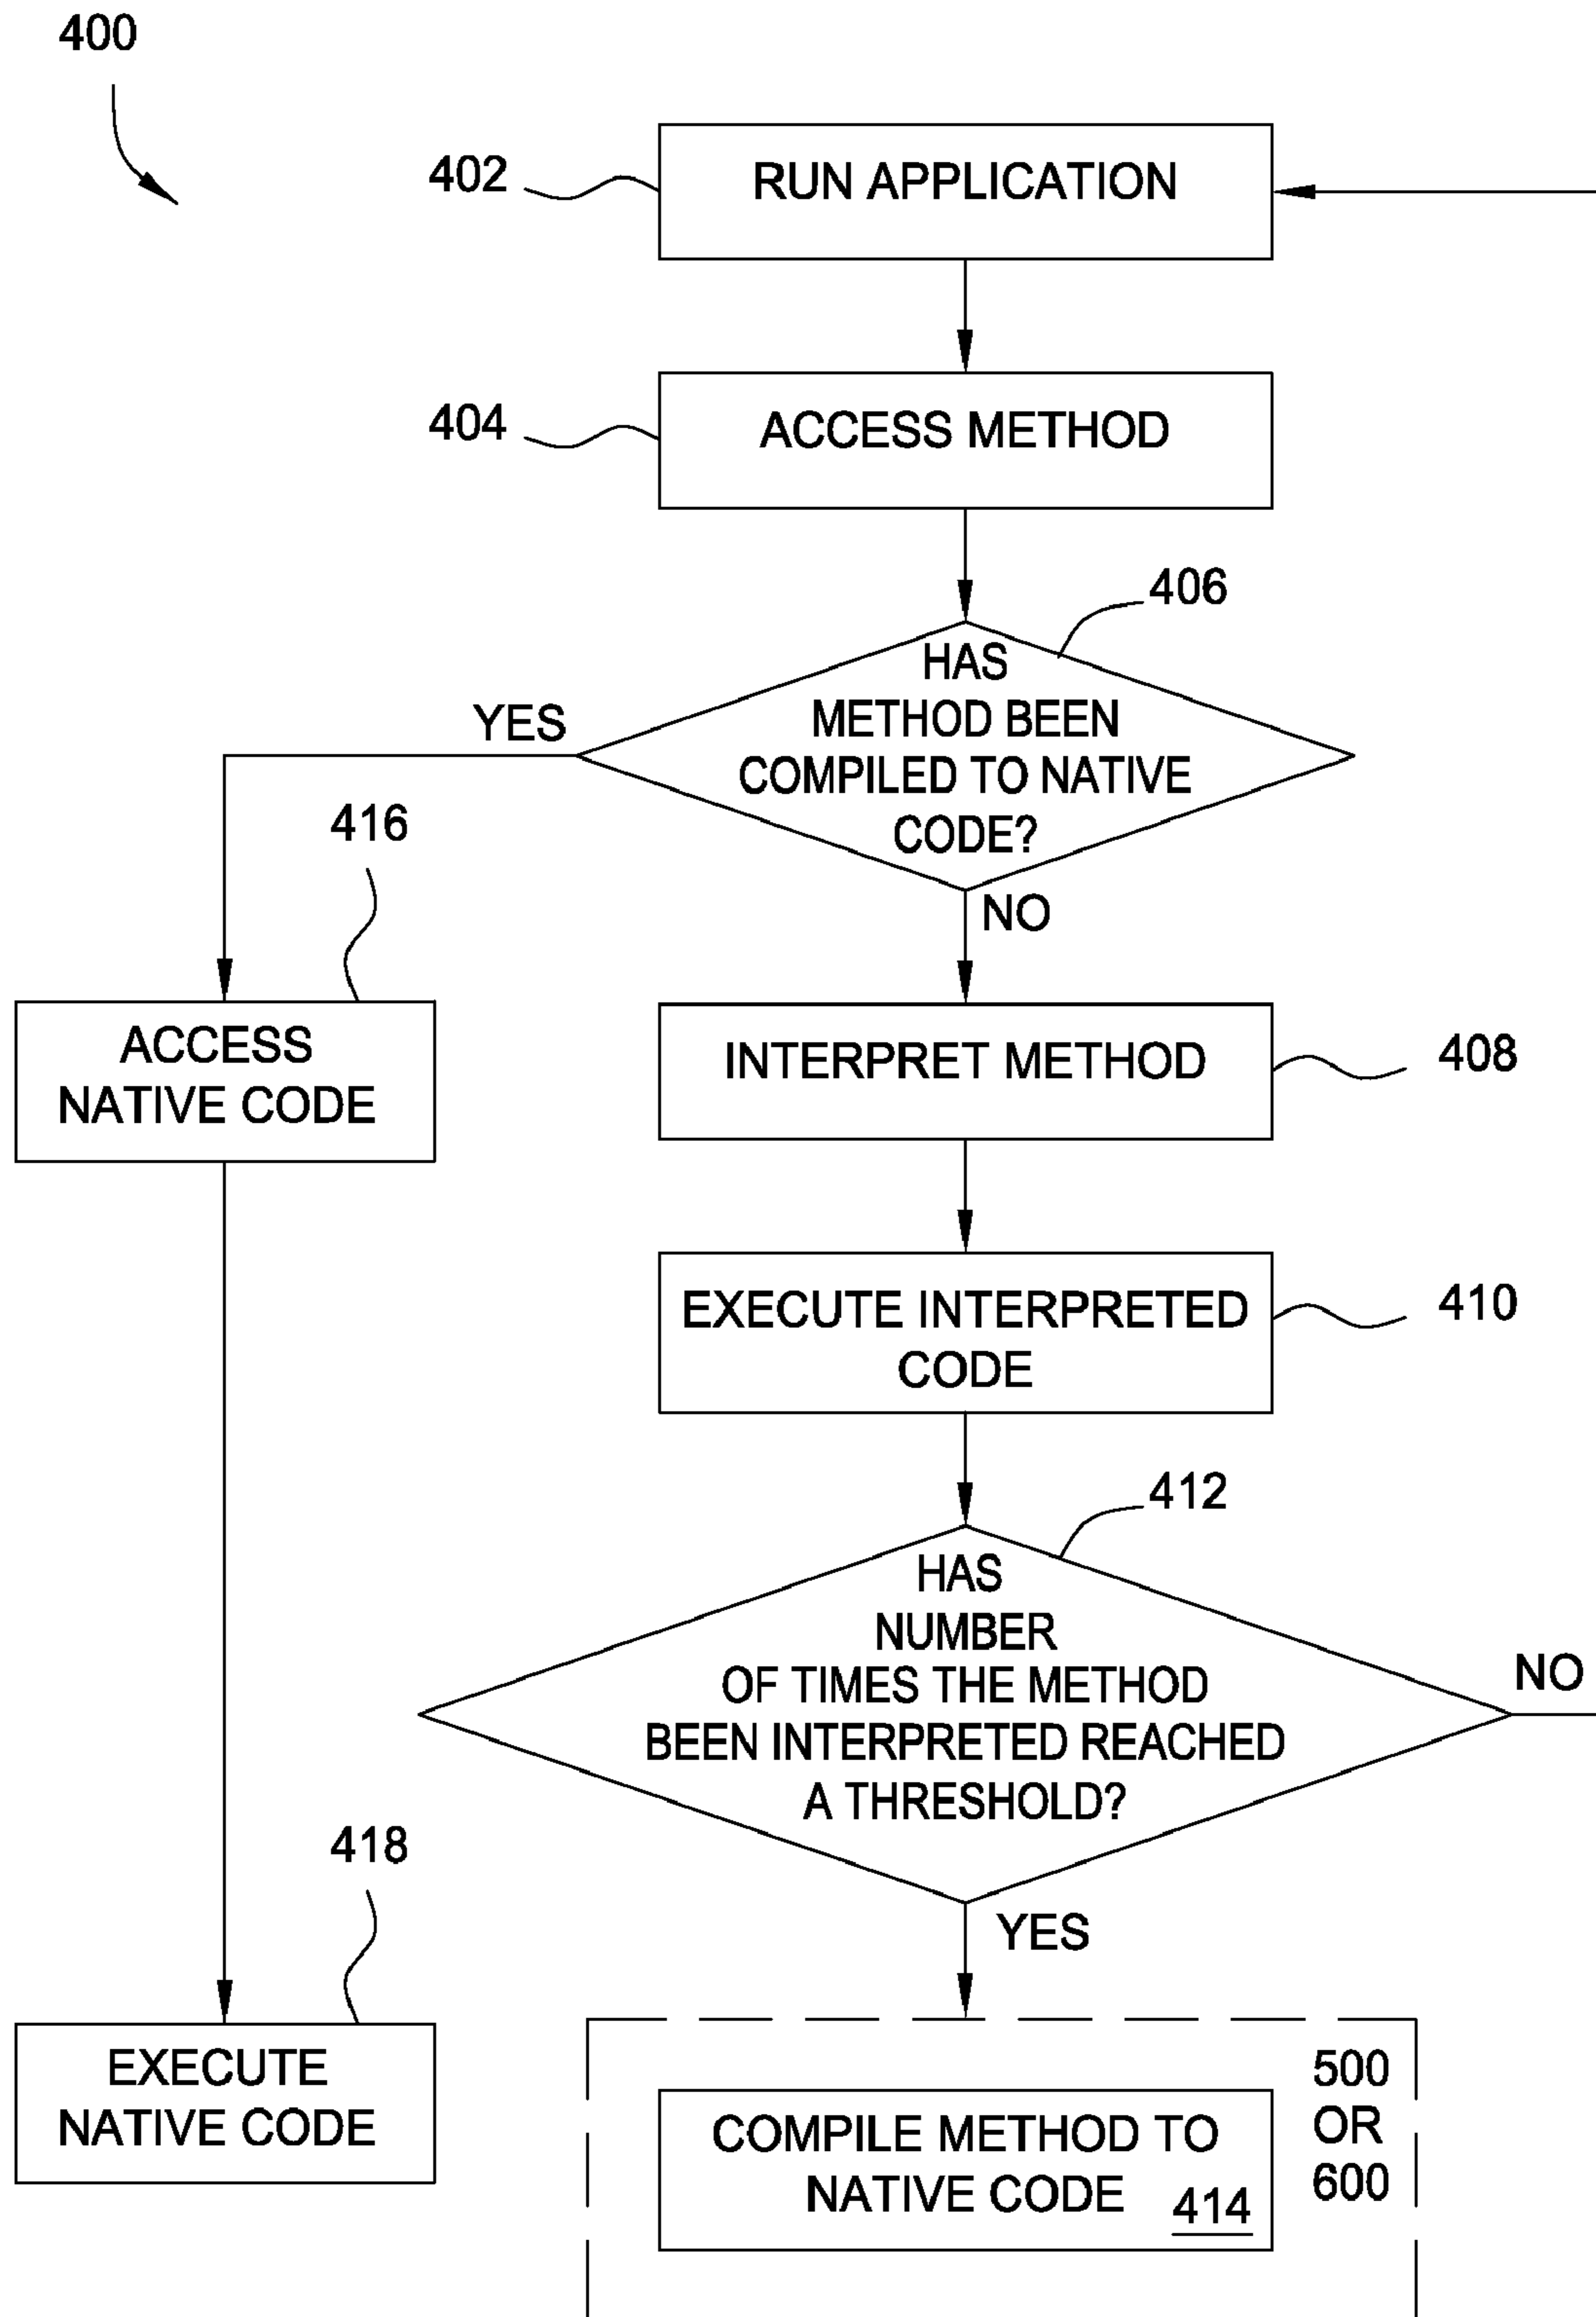 400
402
RUN APPLICATION
404
ACCESS METHOD
406
HAS
METHOD BEEN
COMPILED TO NATIVE
CODE?
YES
NO
416
ACCESS
NATIVE CODE
INTERPRET METHOD
408
EXECUTE INTERPRETED
CODE
410
412
HAS
NUMBER
OF TIMES THE METHOD
BEEN INTERPRETED REACHED
A THRESHOLD?
NO
YES
418
EXECUTE
NATIVE CODE
COMPILE METHOD TO
NATIVE CODE
414
500
OR
600